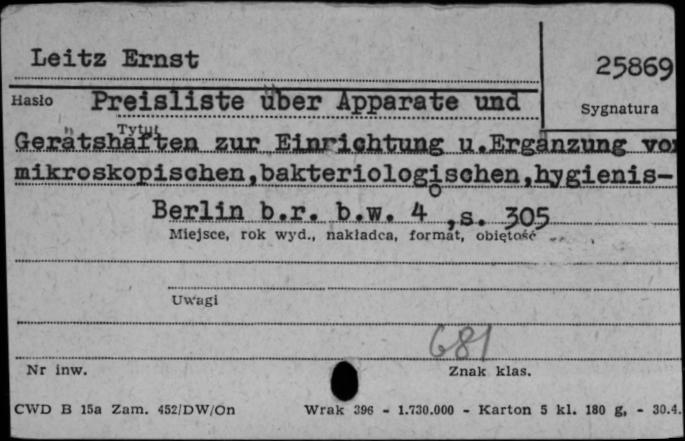 Leitz Ernst
25869
Hasło Preisliste über Apparate und
Sygnatura
Tytuł
Gerätshäften zur Einrichtung u.Ergänzung von
mikroskopischen,bakteriologischen,hygienis-
Berlin b.r. b.w. 4° ,s. 305
Miejsce, rok wyd., nakładca, format, objętość
Uwagi
681
Nr inw.
Znak klas.
CWD B 15a Zam. 452/DW/On Wrak 396 - 1.730.000 - Karton 5 kl. 180 g, - 30.4.